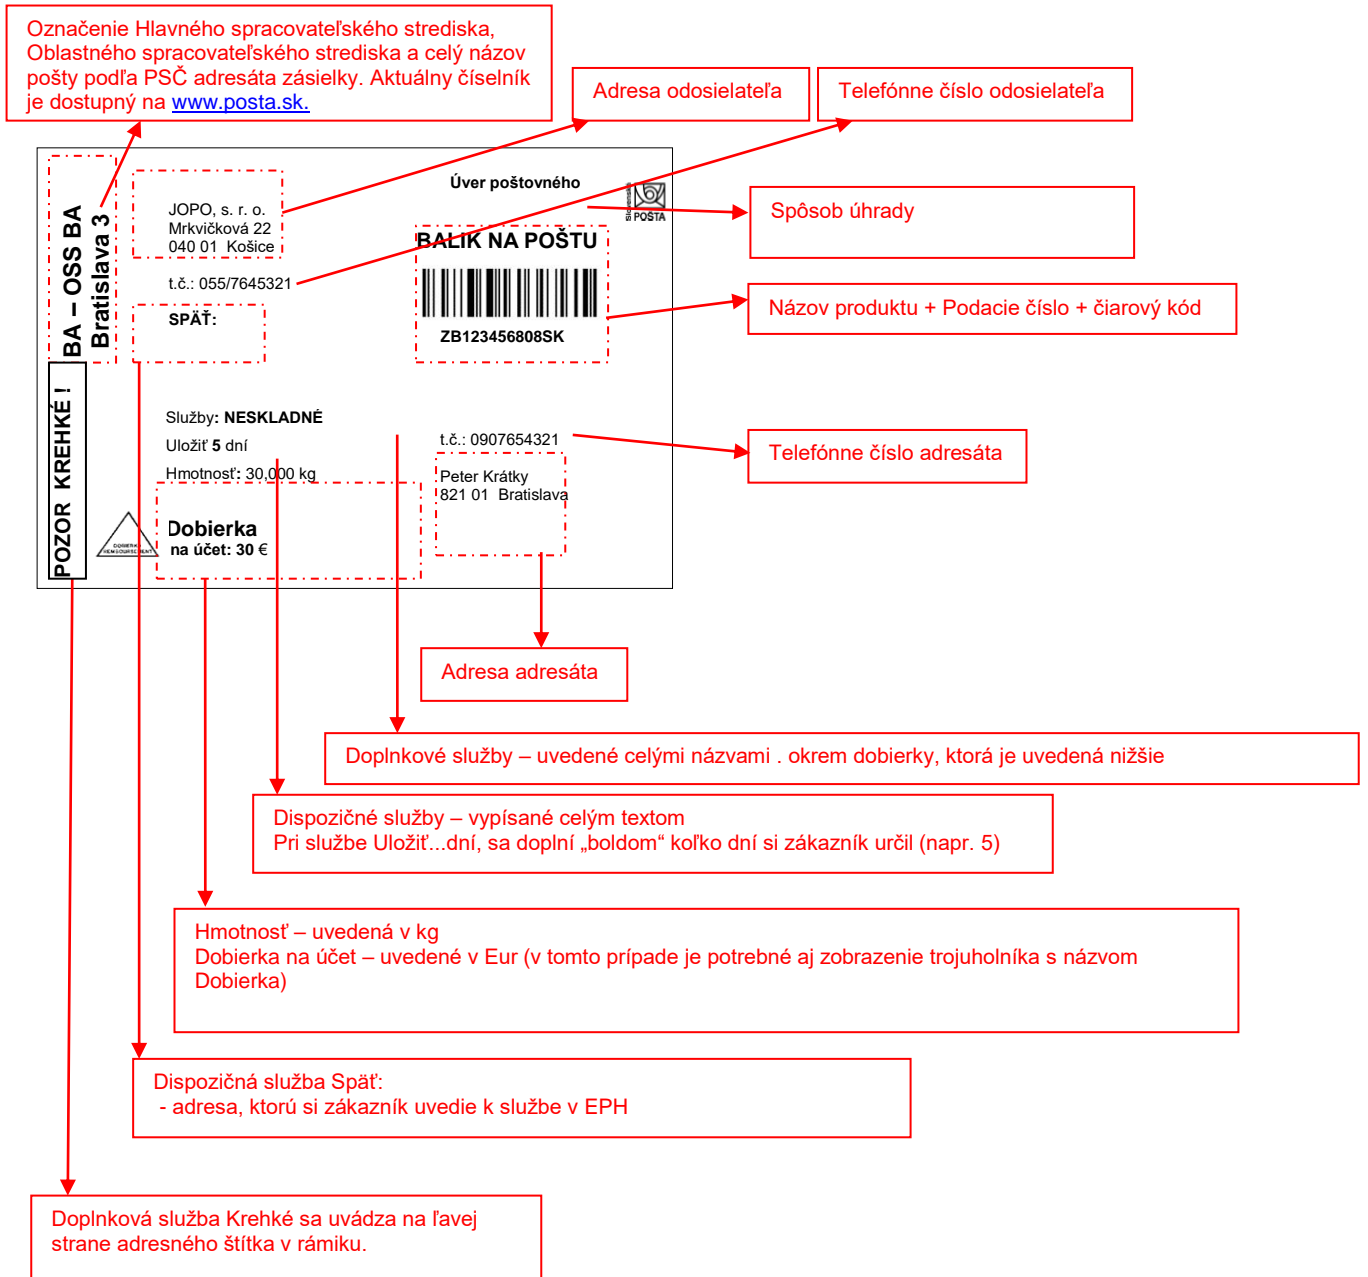 Označenie Hlavného spracovateľského strediska,
Oblastného spracovateľského strediska a celý názov
pošty podľa PSČ adresáta zásielky. Aktuálny číselník
je dostupný na www.posta.sk.
Adresa odosielateľa
Telefónne číslo odosielateľa
BA – OSS BA
Bratislava 3
JOPO, s. r. o.
Mrkvičková 22
040 01 Košice
t.č.: 055/7645321
SPÄŤ:
Úver poštovného
Slovenská
POŠTA
Spôsob úhrady
BALIK NA POŠTU
ZB123456808SK
Názov produktu + Podacie číslo + čiarový kód
POZOR KREHKÉ !
Služby: NESKLADNÉ
Uložiť 5 dní
Hmotnosť: 30,000 kg
t.č.: 0907654321
Telefónne číslo adresáta
Peter Krátky
821 01 Bratislava
DOBIERKA
REMBOURSEMENT
Dobierka
na účet: 30 €
Adresa adresáta
Doplnkové služby – uvedené celými názvami . okrem dobierky, ktorá je uvedená nižšie
Dispozičné služby – vypísané celým textom
Pri službe Uložiť...dní, sa doplní „boldom“ koľko dní si zákazník určil (napr. 5)
Hmotnosť – uvedená v kg
Dobierka na účet – uvedené v Eur (v tomto prípade je potrebné aj zobrazenie trojuholníka s názvom
Dobierka)
Dispozičná služba Späť:
- adresa, ktorú si zákazník uvedie k službe v EPH
Doplnková služba Krehké sa uvádza na ľavej
strane adresného štítka v rámiku.